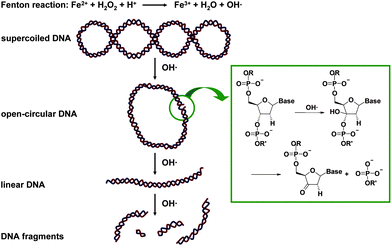 Fenton reaction: Fe²⁺ + H₂O₂ + H⁺ ⟶ Fe³⁺ + H₂O + OH·
supercoiled DNA
OH·
open-circular DNA
OH·
linear DNA
OH·
DNA fragments
OR
O=P-O⁻
O
O
Base
O
H
O=P-O⁻
OR'
OH·
OR
O=P-O⁻
O
O
Base
HO
O
H
O=P-O⁻
OR'
OR
O=P-O⁻
O
O
Base
O
H
+
O⁻
O=P-O⁻
OR'